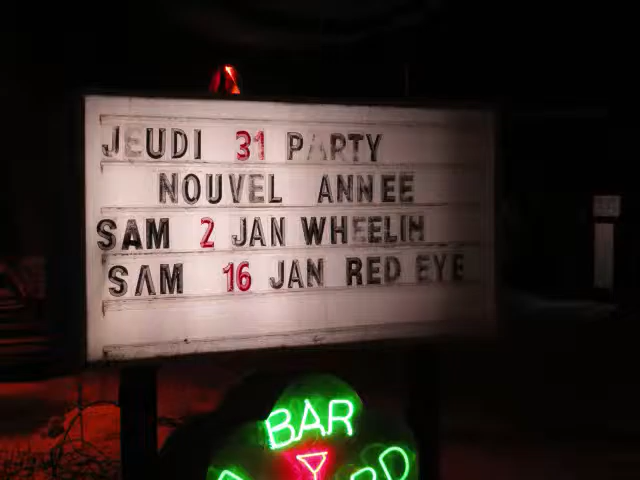 JEUDI 31 PARTY
NOUVEL ANNEE
SAM 2 JAN WHEELIN
SAM 16 JAN RED EYE
BAR